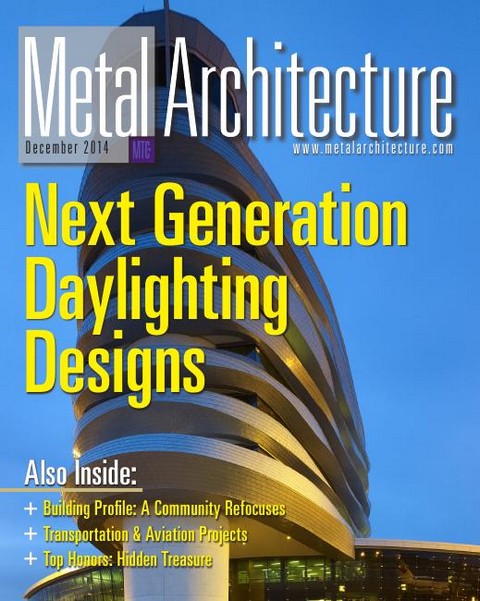 Metal Architecture
December 2014
MTG
www.metalarchitecture.com
Next Generation
Daylighting
Designs
Also Inside:
+ Building Profile: A Community Refocuses
+ Transportation & Aviation Projects
+ Top Honors: Hidden Treasure